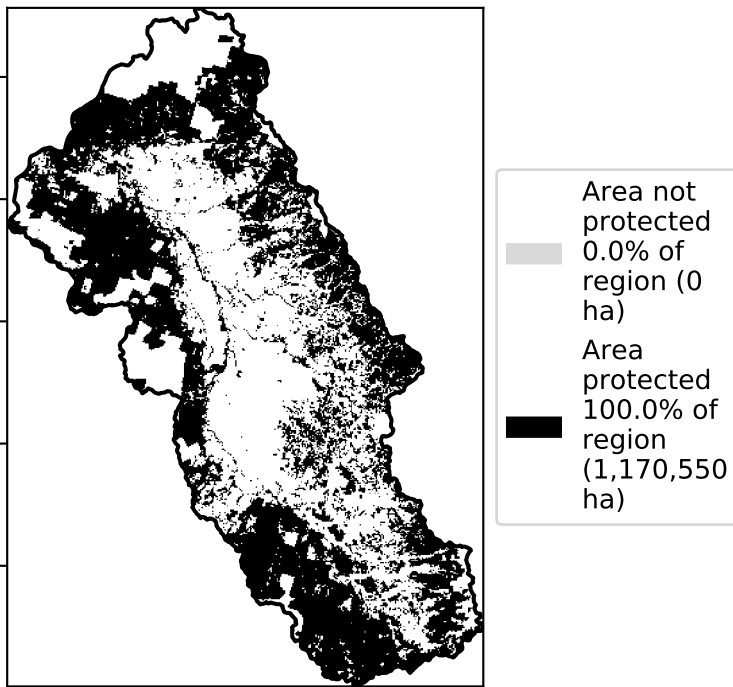 Area not
protected
0.0% of
region (0
ha)
Area
protected
100.0% of
region
(1,170,550
ha)